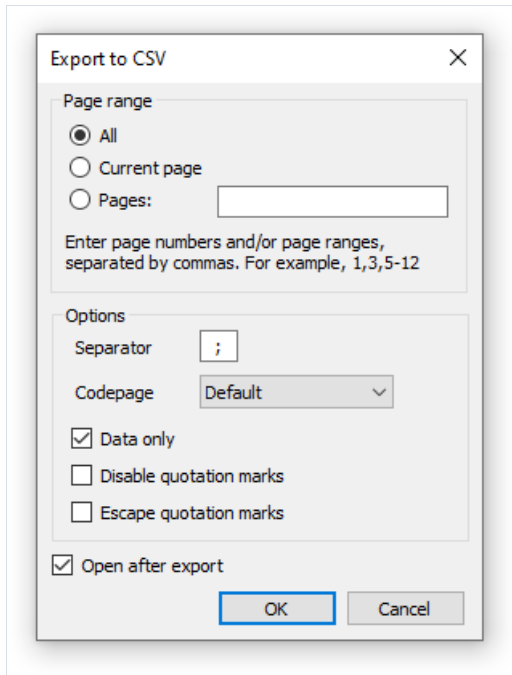 Export to CSV
Page range
All
Current page
Pages:
Enter page numbers and/or page ranges,
separated by commas. For example, 1,3,5-12
Options
Separator ;
Codepage Default
Data only
Disable quotation marks
Escape quotation marks
Open after export
OK Cancel